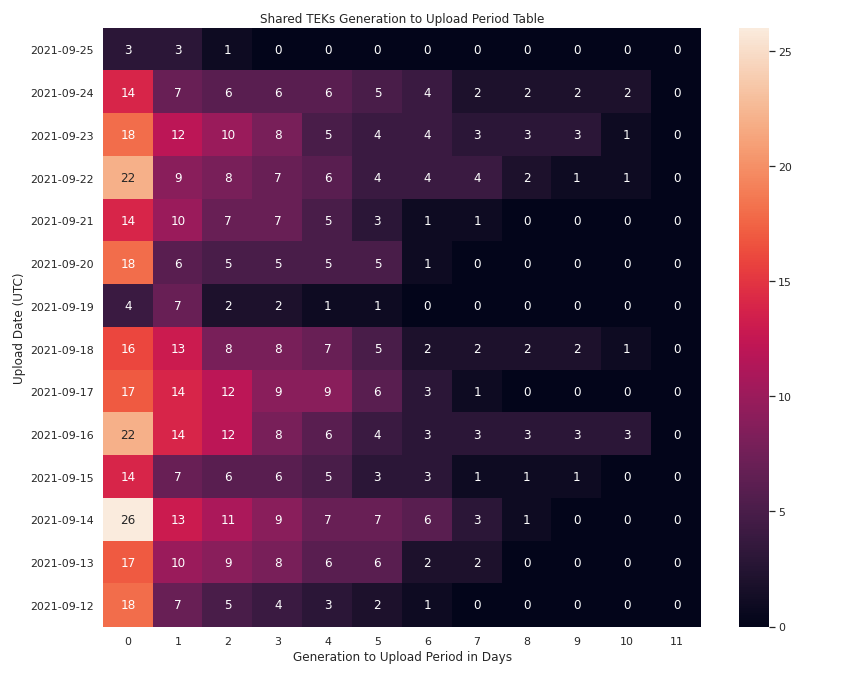 Shared TEKs Generation to Upload Period Table
2021-09-25 3 3 1 0 0 0 0 0 0 0 0 0
2021-09-24 14 7 6 6 6 5 4 2 2 2 2 0
2021-09-23 18 12 10 8 5 4 4 3 3 3 1 0
2021-09-22 22 9 8 7 6 4 4 4 2 1 1 0
2021-09-21 14 10 7 7 5 3 1 1 0 0 0 0
2021-09-20 18 6 5 5 5 5 1 0 0 0 0 0
2021-09-19 4 7 2 2 1 1 0 0 0 0 0 0
2021-09-18 16 13 8 8 7 5 2 2 2 2 1 0
2021-09-17 17 14 12 9 9 6 3 1 0 0 0 0
2021-09-16 22 14 12 8 6 4 3 3 3 3 3 0
2021-09-15 14 7 6 6 5 3 3 1 1 1 0 0
2021-09-14 26 13 11 9 7 7 6 3 1 0 0 0
2021-09-13 17 10 9 8 6 6 2 2 0 0 0 0
2021-09-12 18 7 5 4 3 2 1 0 0 0 0 0
0 1 2 3 4 5 6 7 8 9 10 11
Generation to Upload Period in Days
Upload Date (UTC)
25
20
15
10
5
0